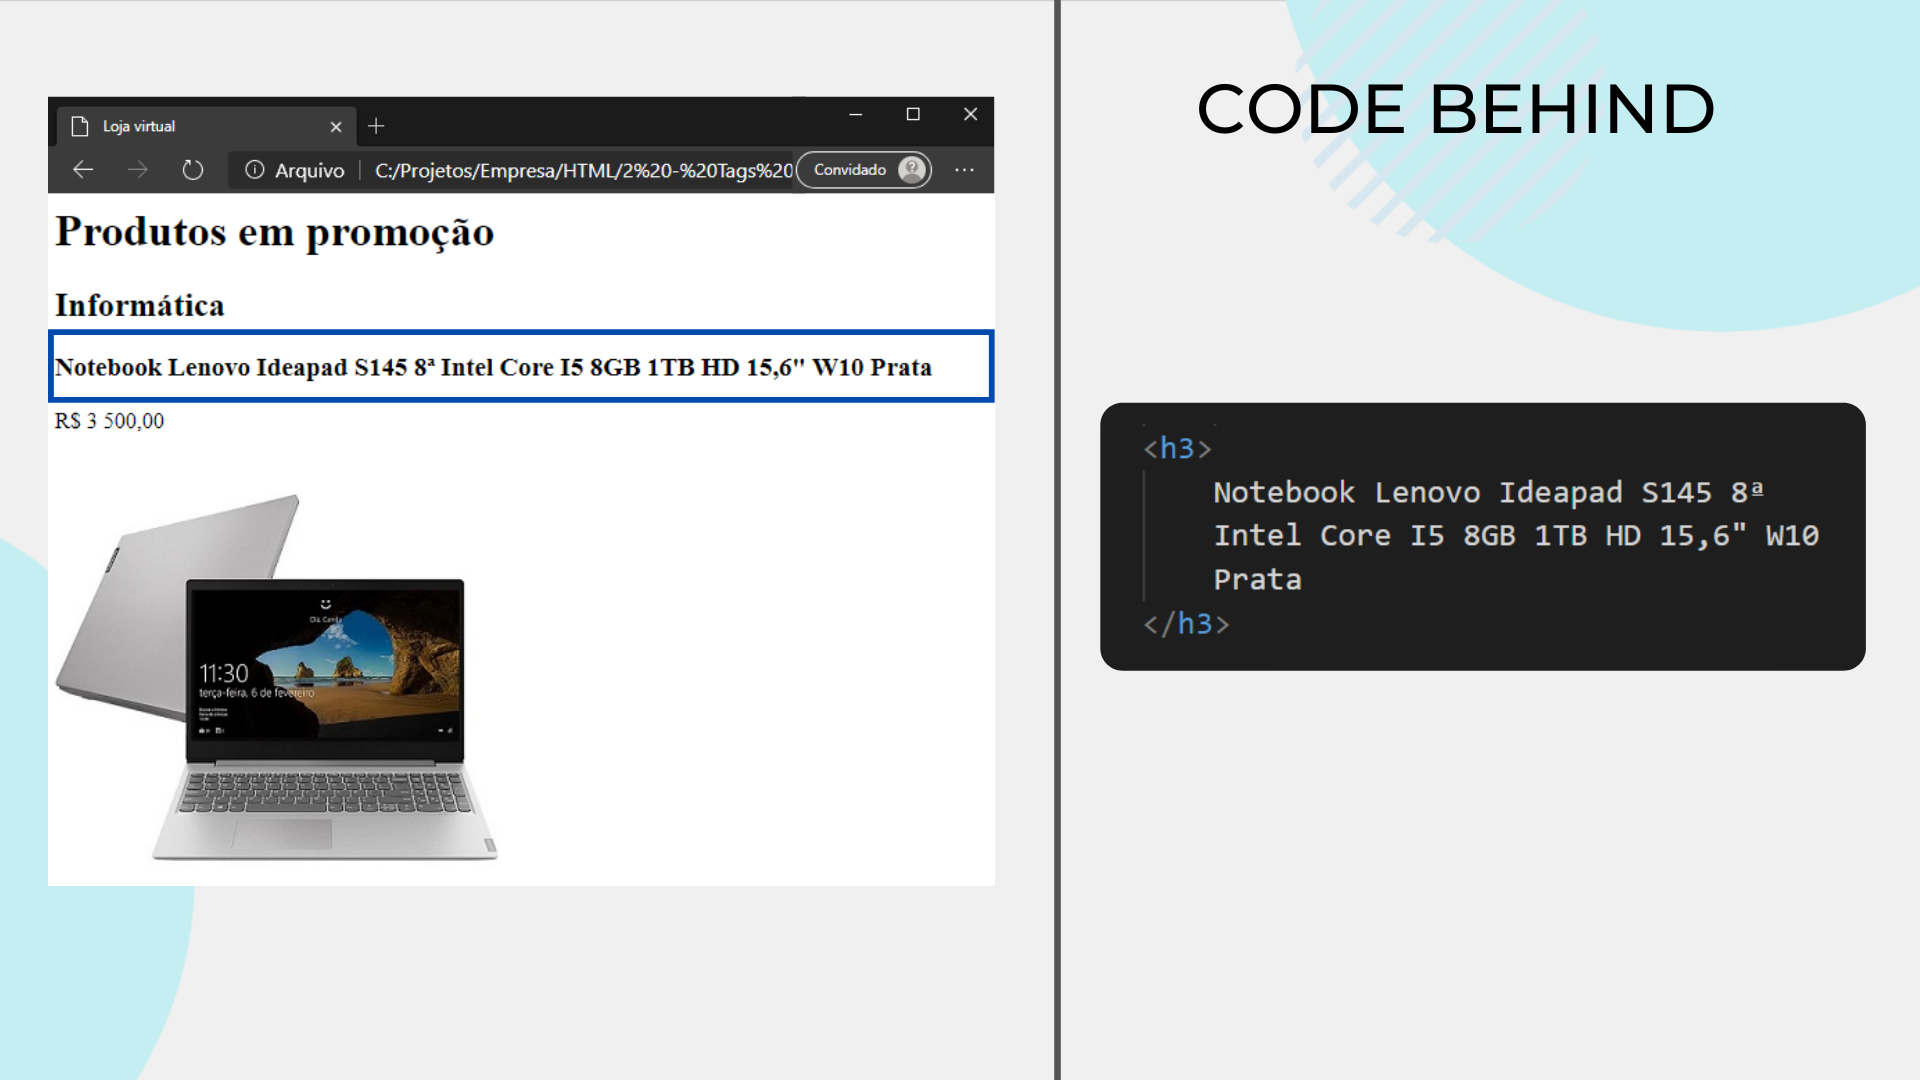 CODE BEHIND
Loja virtual
Arquivo C:/Projetos/Empresa/HTML/2%20-%20Tags%20 Convidado
Produtos em promoção
Informática
Notebook Lenovo Ideapad S145 8ª Intel Core I5 8GB 1TB HD 15,6" W10 Prata
R$ 3 500,00
Lenovo
Olá, Camila
11:30
terça-feira, 6 de fevereiro
<h3>
Notebook Lenovo Ideapad S145 8ª
Intel Core I5 8GB 1TB HD 15,6" W10
Prata
</h3>